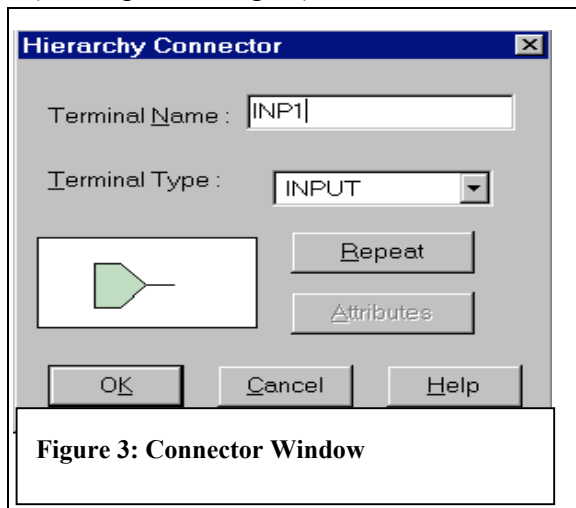 Hierarchy Connector
Terminal Name : INP1
Terminal Type : INPUT
Repeat
Attributes
OK Cancel Help
Figure 3: Connector Window